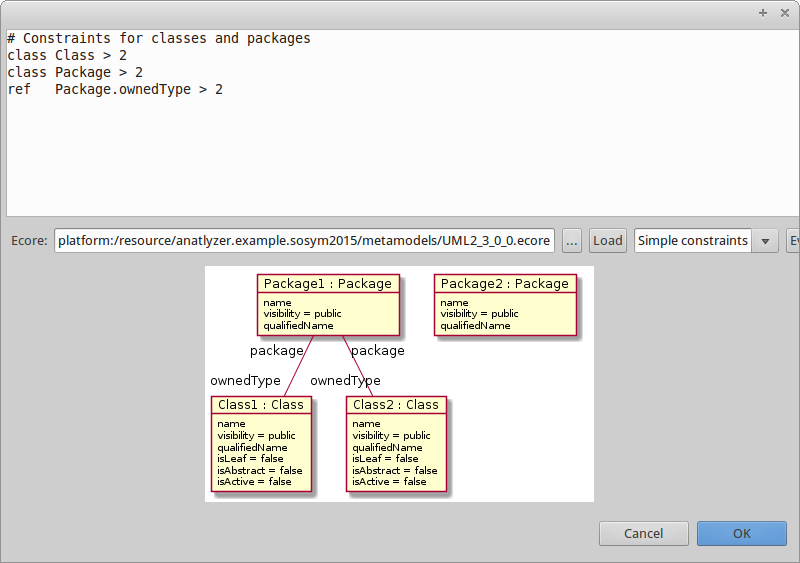 # Constraints for classes and packages
class Class > 2
class Package > 2
ref   Package.ownedType > 2
Ecore: platform:/resource/anatlyzer.example.sosym2015/metamodels/UML2_3_0_0.ecore ... Load Simple constraints Ev
Package1 : Package
name
visibility = public
qualifiedName
Package2 : Package
name
visibility = public
qualifiedName
package package
ownedType ownedType
Class1 : Class
name
visibility = public
qualifiedName
isLeaf = false
isAbstract = false
isActive = false
Class2 : Class
name
visibility = public
qualifiedName
isLeaf = false
isAbstract = false
isActive = false
Cancel OK